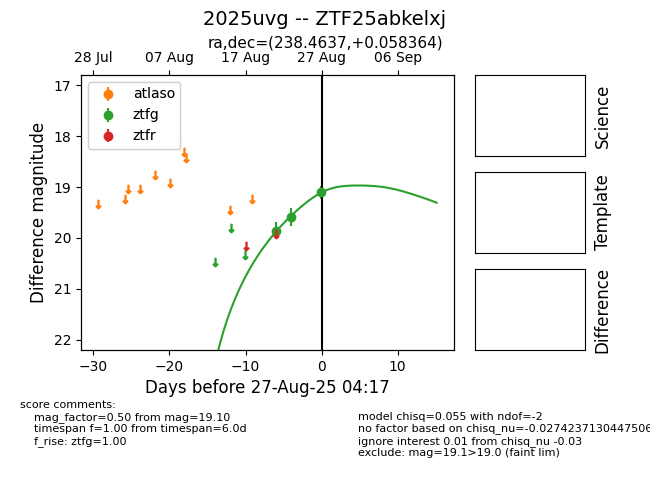 2025uvg -- ZTF25abkelxj
ra,dec=(238.4637,+0.058364)
28 Jul 07 Aug 17 Aug 27 Aug 06 Sep
17
18
19
20
21
22
Difference magnitude
atlaso
ztfg
ztfr
−30 −20 −10 0 10
Days before 27-Aug-25 04:17
Science
Template
Difference
score comments:
mag_factor=0.50 from mag=19.10
timespan f=1.00 from timespan=6.0d
f_rise: ztfg=1.00
model chisq=0.055 with ndof=-2
no factor based on chisq_nu=-0.0274237130447506
ignore interest 0.01 from chisq_nu -0.03
exclude: mag=19.1>19.0 (faint lim)